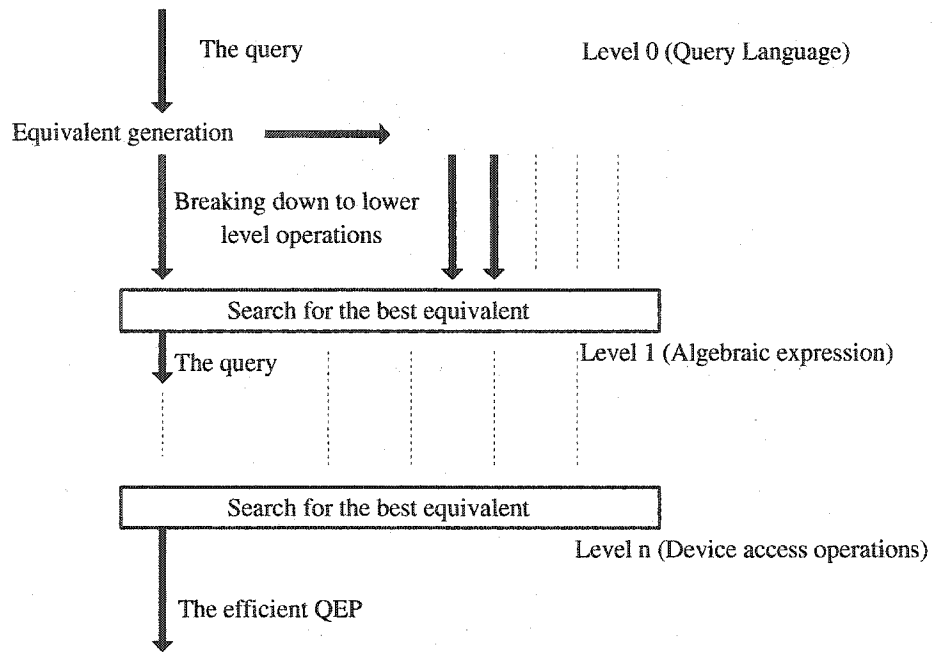 The query
Level 0 (Query Language)
Equivalent generation
Breaking down to lower
level operations
Search for the best equivalent
Level 1 (Algebraic expression)
The query
Search for the best equivalent
Level n (Device access operations)
The efficient QEP